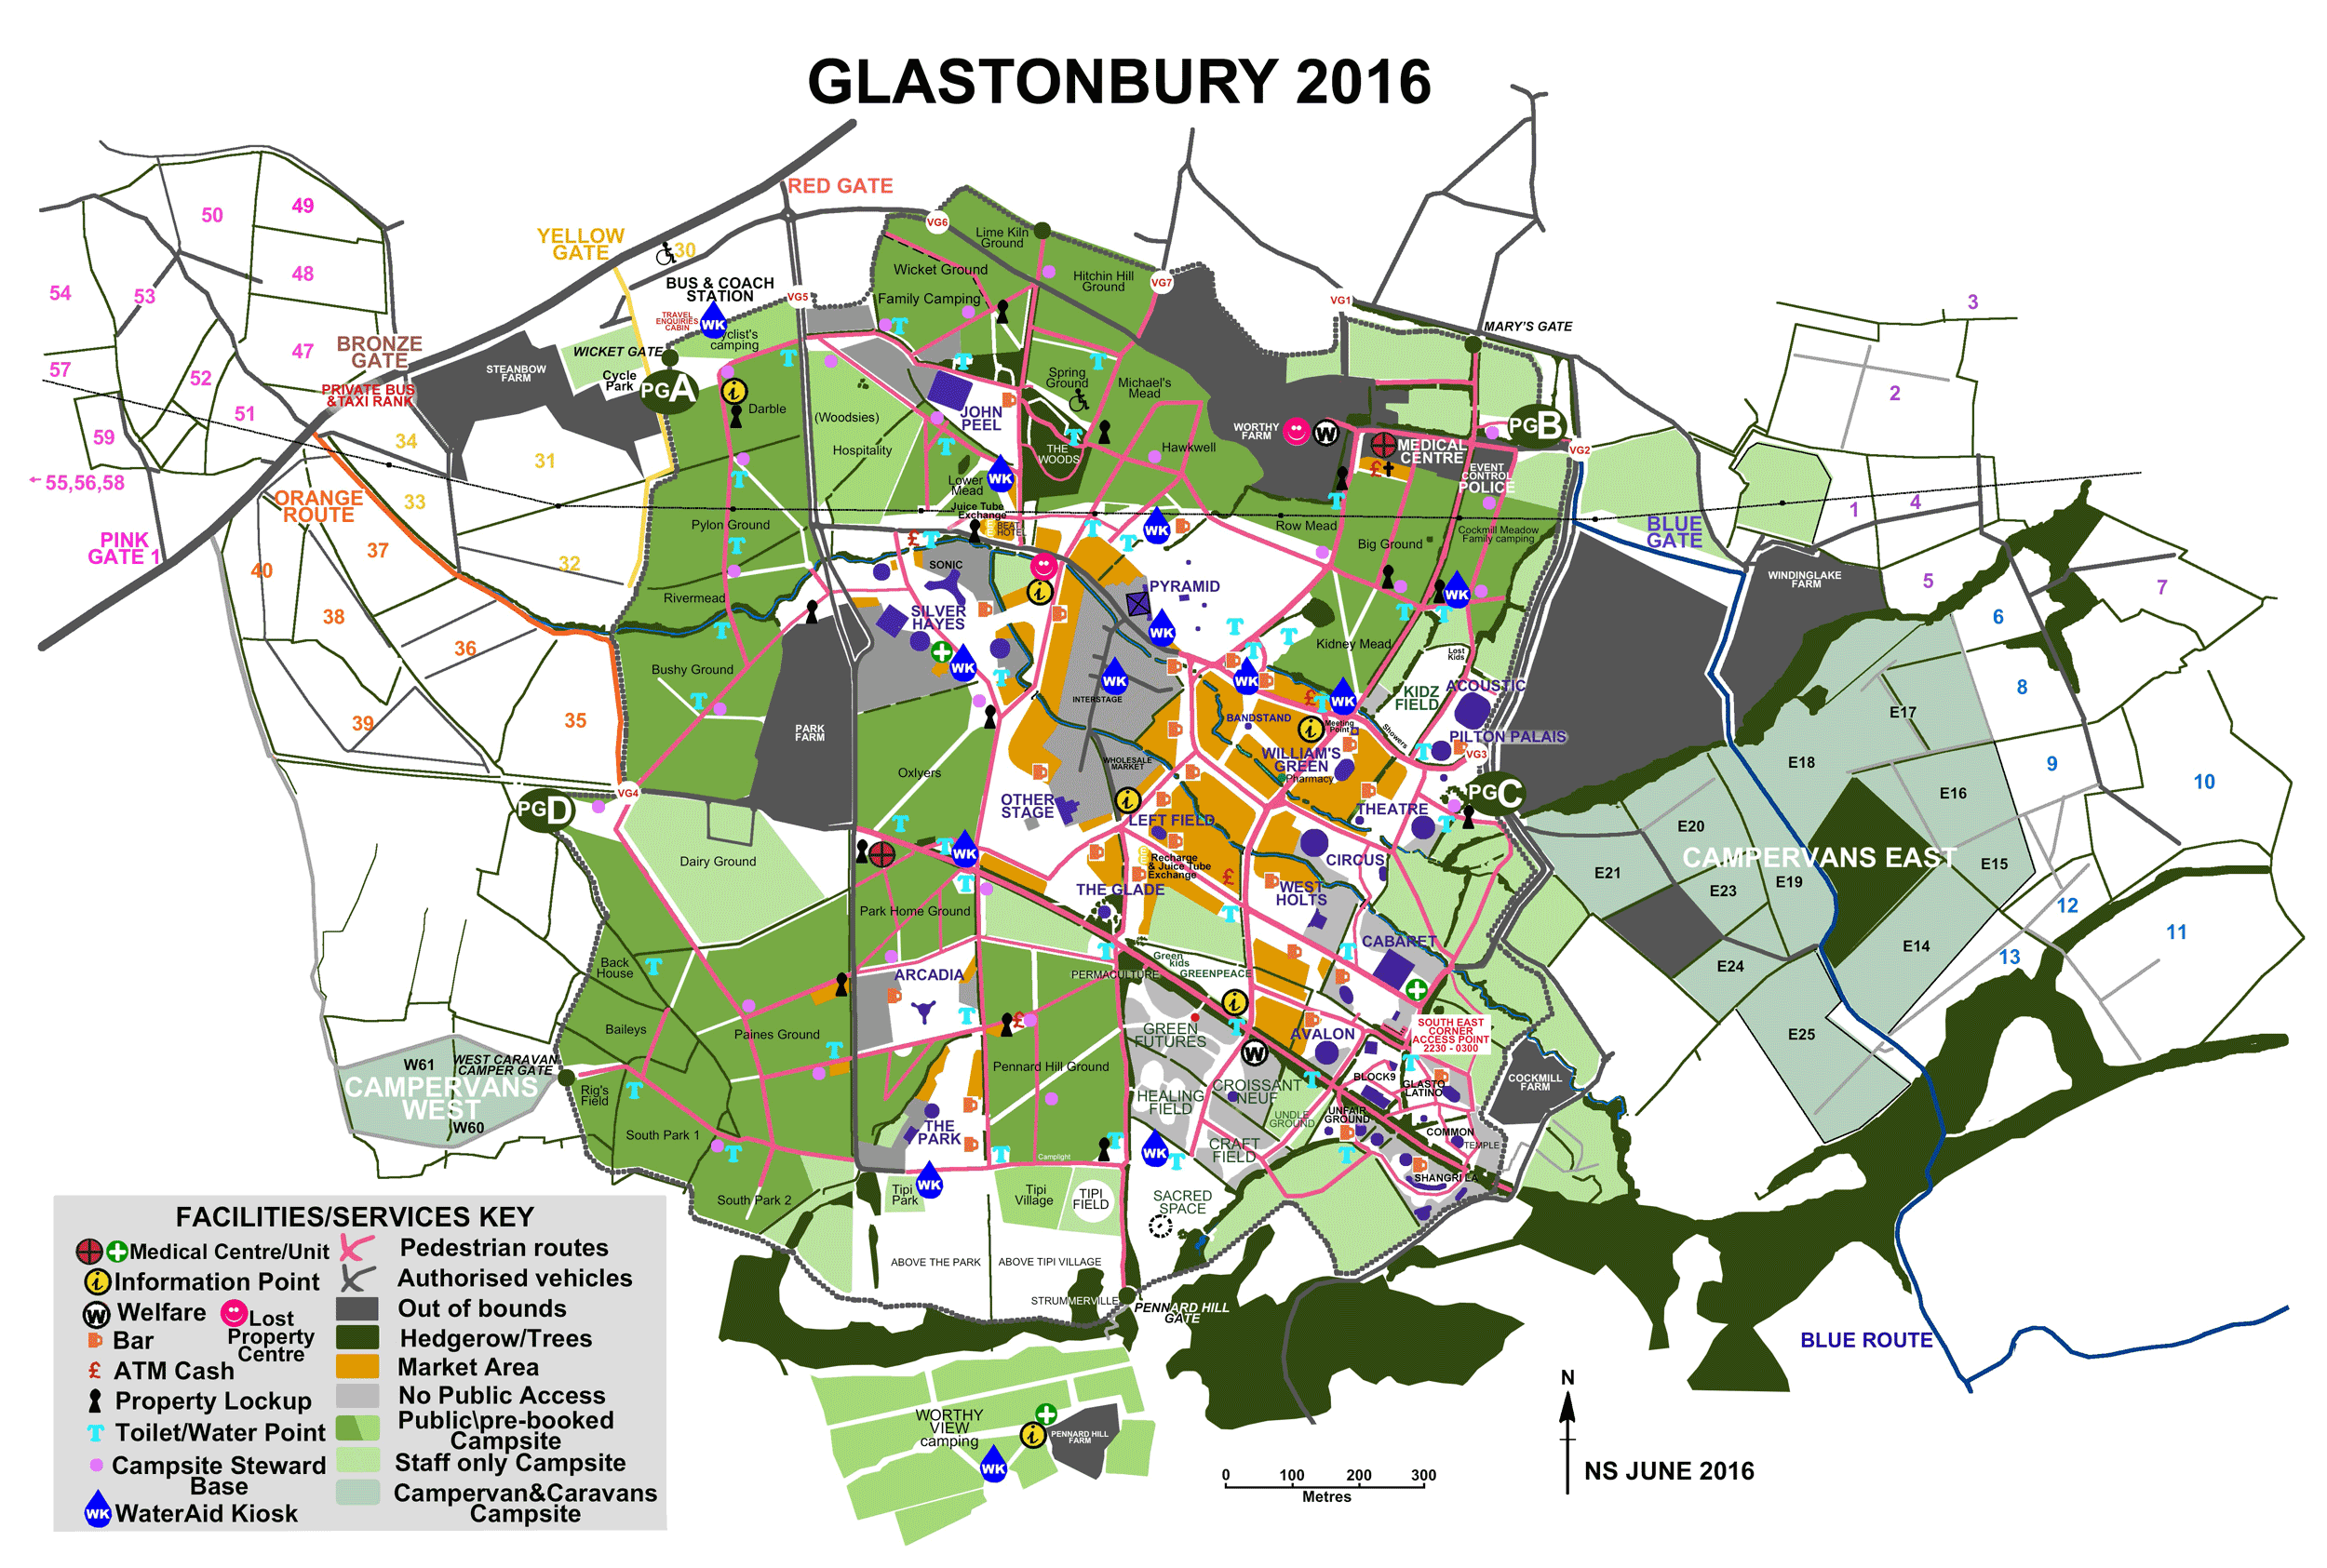 GLASTONBURY 2016
RED GATE
VG6
Lime Kiln
Ground
49
50
YELLOW
GATE
30
Wicket Ground
Hitchin Hill
Ground
VG7
48
54
53
BUS & COACH
STATION
VG5
Family Camping
VG1
3
TRAVEL
ENQUIRIES
CABIN
WK
Cyclist's
camping
MARY'S GATE
47
BRONZE
GATE
WICKET GATE
STEANBOW
FARM
Cycle
Park
PGA
57
52
PRIVATE BUS
&TAXI RANK
51
i
Darble
(Woodsies)
JOHN
PEEL
Spring
Ground
Michael's
Mead
2
59
34
Hospitality
THE
WOODS
Hawkwell
WORTHY
FARM
W
MEDICAL
CENTRE
£
PGB
VG2
31
55,56,58
ORANGE
ROUTE
33
Lower
Mead
WK
EVENT
CONTROL
POLICE
1
4
Juice Tube
Exchange
BEAT
HOTEL
Pylon Ground
WK
Row Mead
Cockmill Meadow
Family camping
BLUE
GATE
PINK
GATE 1
37
£
Big Ground
40
32
SONIC
WINDINGLAKE
FARM
5
7
Rivermead
i
PYRAMID
WK
38
SILVER
HAYES
WK
6
36
Bushy Ground
WK
Kidney Mead
Lost
Kids
INTERSTAGE
WK
WK
£
WK
KIDZ
FIELD
ACOUSTIC
8
E17
39
35
PARK
FARM
BANDSTAND
i
Meeting
Point
Showers
PILTON PALAIS
VG3
WILLIAM'S
GREEN
Pharmacy
WHOLESALE
MARKET
E18
9
10
Oxlyers
VG4
PGD
OTHER
STAGE
i
LEFT FIELD
THEATRE
PGC
E16
E20
Dairy Ground
WK
Recharge
& Juice Tube
Exchange
£
CIRCUS
CAMPERVANS EAST
E15
E21
THE GLADE
WEST
HOLTS
E23
E19
Park Home Ground
12
11
CABARET
E14
13
Back
House
ARCADIA
PERMACULTURE
Green
kids
GREENPEACE
E24
i
Baileys
Paines Ground
£
GREEN
FUTURES
AVALON
SOUTH EAST
CORNER
ACCESS POINT
2230 - 0300
E25
W61
WEST CARAVAN
CAMPER GATE
Pennard Hill Ground
W
CAMPERVANS
WEST
BLOCK9
GLASTO
LATINO
COCKMILL
FARM
Rig's
Field
HEALING
FIELD
CROISSANT
NEUF
W60
South Park 1
THE
PARK
UNDLE
GROUND
UNFAIR
GROUND
COMMON
TEMPLE
CRAFT
FIELD
WK
Camplight
SHANGRI LA
South Park 2
Tipi
Park
WK
Tipi
Village
TIPI
FIELD
SACRED
SPACE
ABOVE THE PARK
ABOVE TIPI VILLAGE
STRUMMERVILLE
PENNARD HILL
GATE
BLUE ROUTE
WORTHY
VIEW
camping
i
PENNARD HILL
FARM
WK
FACILITIES/SERVICES KEY
Medical Centre/Unit
Pedestrian routes
i
Information Point
Authorised vehicles
W
Welfare
Lost
Property
Centre
Out of bounds
Bar
Hedgerow/Trees
£
ATM Cash
Market Area
Property Lockup
No Public Access
Toilet/Water Point
Public\pre-booked
Campsite
Campsite Steward
Base
Staff only Campsite
WK
WaterAid Kiosk
Campervan&Caravans
Campsite
0 100 200 300
Metres
N
NS JUNE 2016